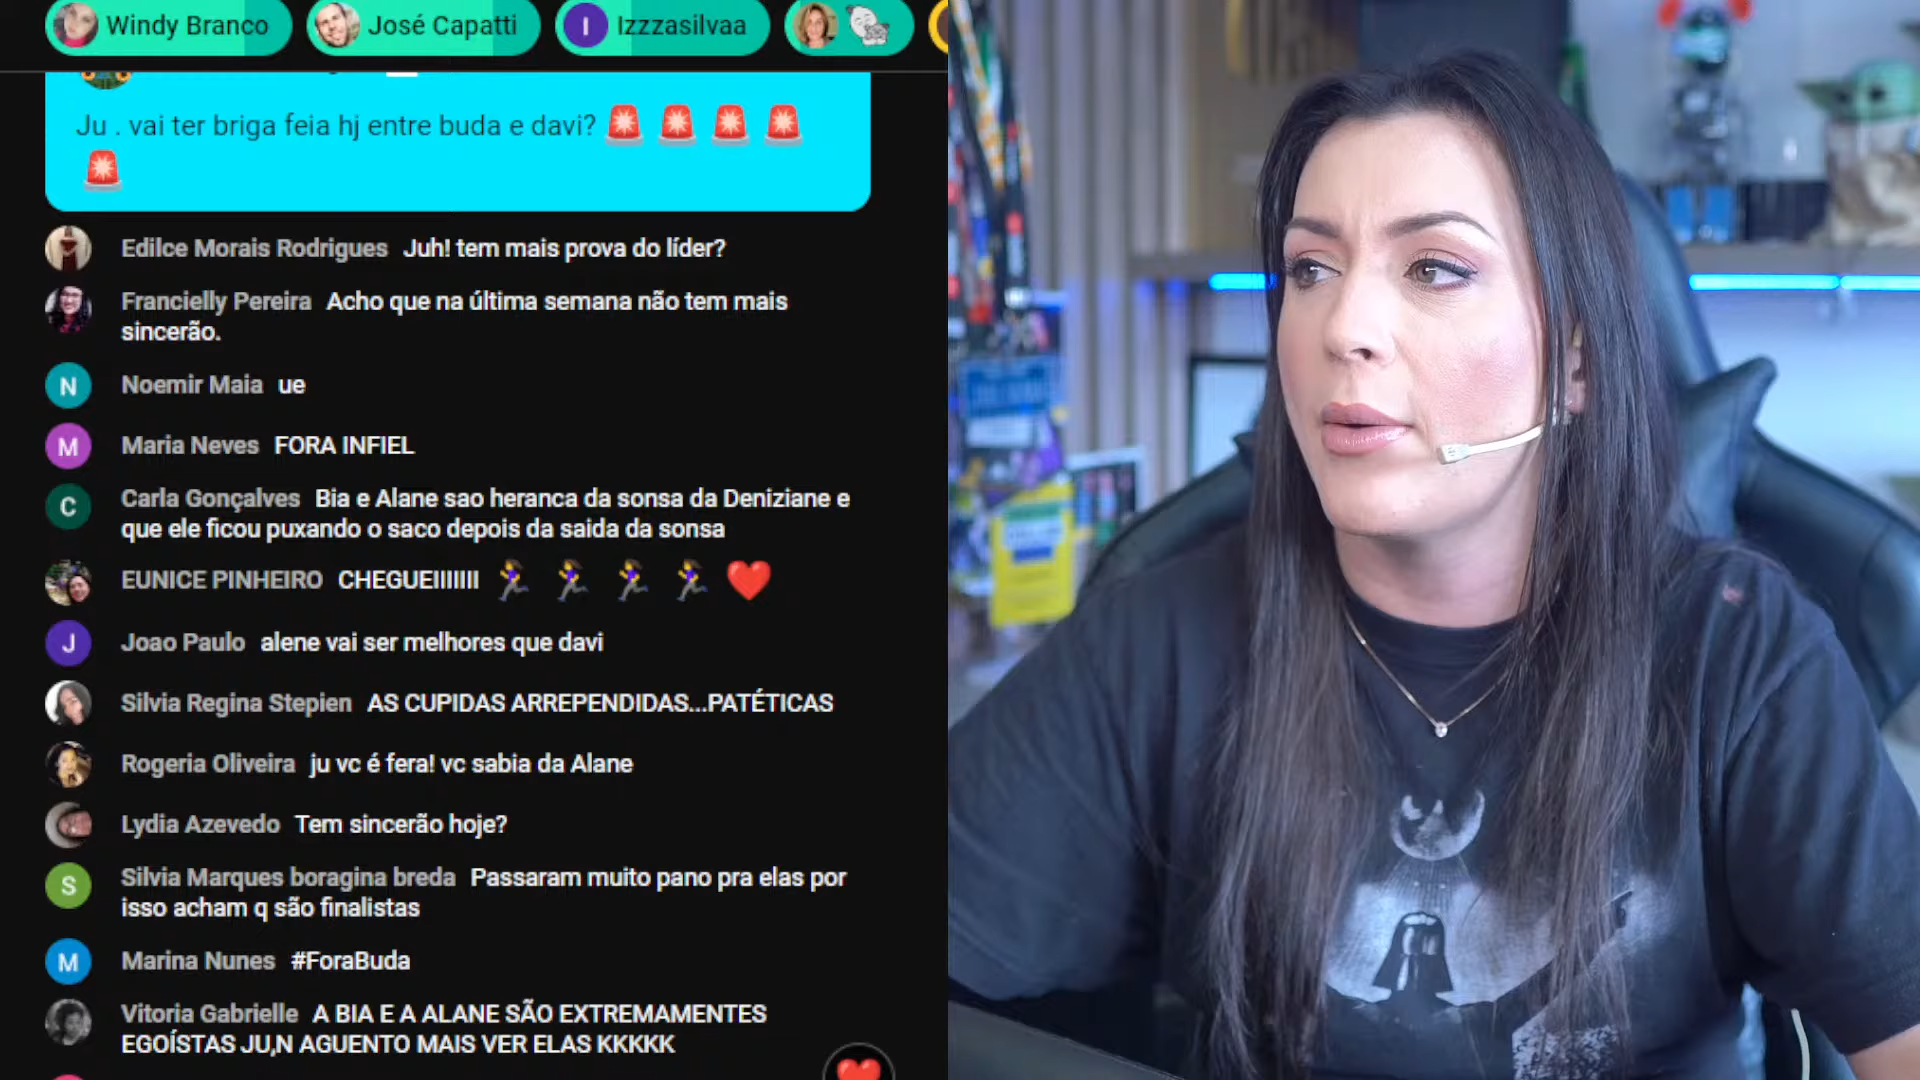 Windy Branco José Capatti I Izzzasilvaa
Ju . vai ter briga feia hj entre buda e davi? 🚨 🚨 🚨 🚨
🚨
Edilce Morais Rodrigues Juh! tem mais prova do líder?
Francielly Pereira Acho que na última semana não tem mais
sincerão.
N Noemir Maia ue
M Maria Neves FORA INFIEL
C Carla Gonçalves Bia e Alane sao heranca da sonsa da Deniziane e
que ele ficou puxando o saco depois da saida da sonsa
EUNICE PINHEIRO CHEGUEIIIIIII 🏃‍♀️ 🏃‍♀️ 🏃‍♀️ 🏃‍♀️ ❤️
J Joao Paulo alene vai ser melhores que davi
Silvia Regina Stepien AS CUPIDAS ARREPENDIDAS...PATÉTICAS
Rogeria Oliveira ju vc é fera! vc sabia da Alane
Lydia Azevedo Tem sincerão hoje?
S Silvia Marques boragina breda Passaram muito pano pra elas por
isso acham q são finalistas
M Marina Nunes #ForaBuda
Vitoria Gabrielle A BIA E A ALANE SÃO EXTREMAMENTES
EGOÍSTAS JU,N AGUENTO MAIS VER ELAS KKKKK